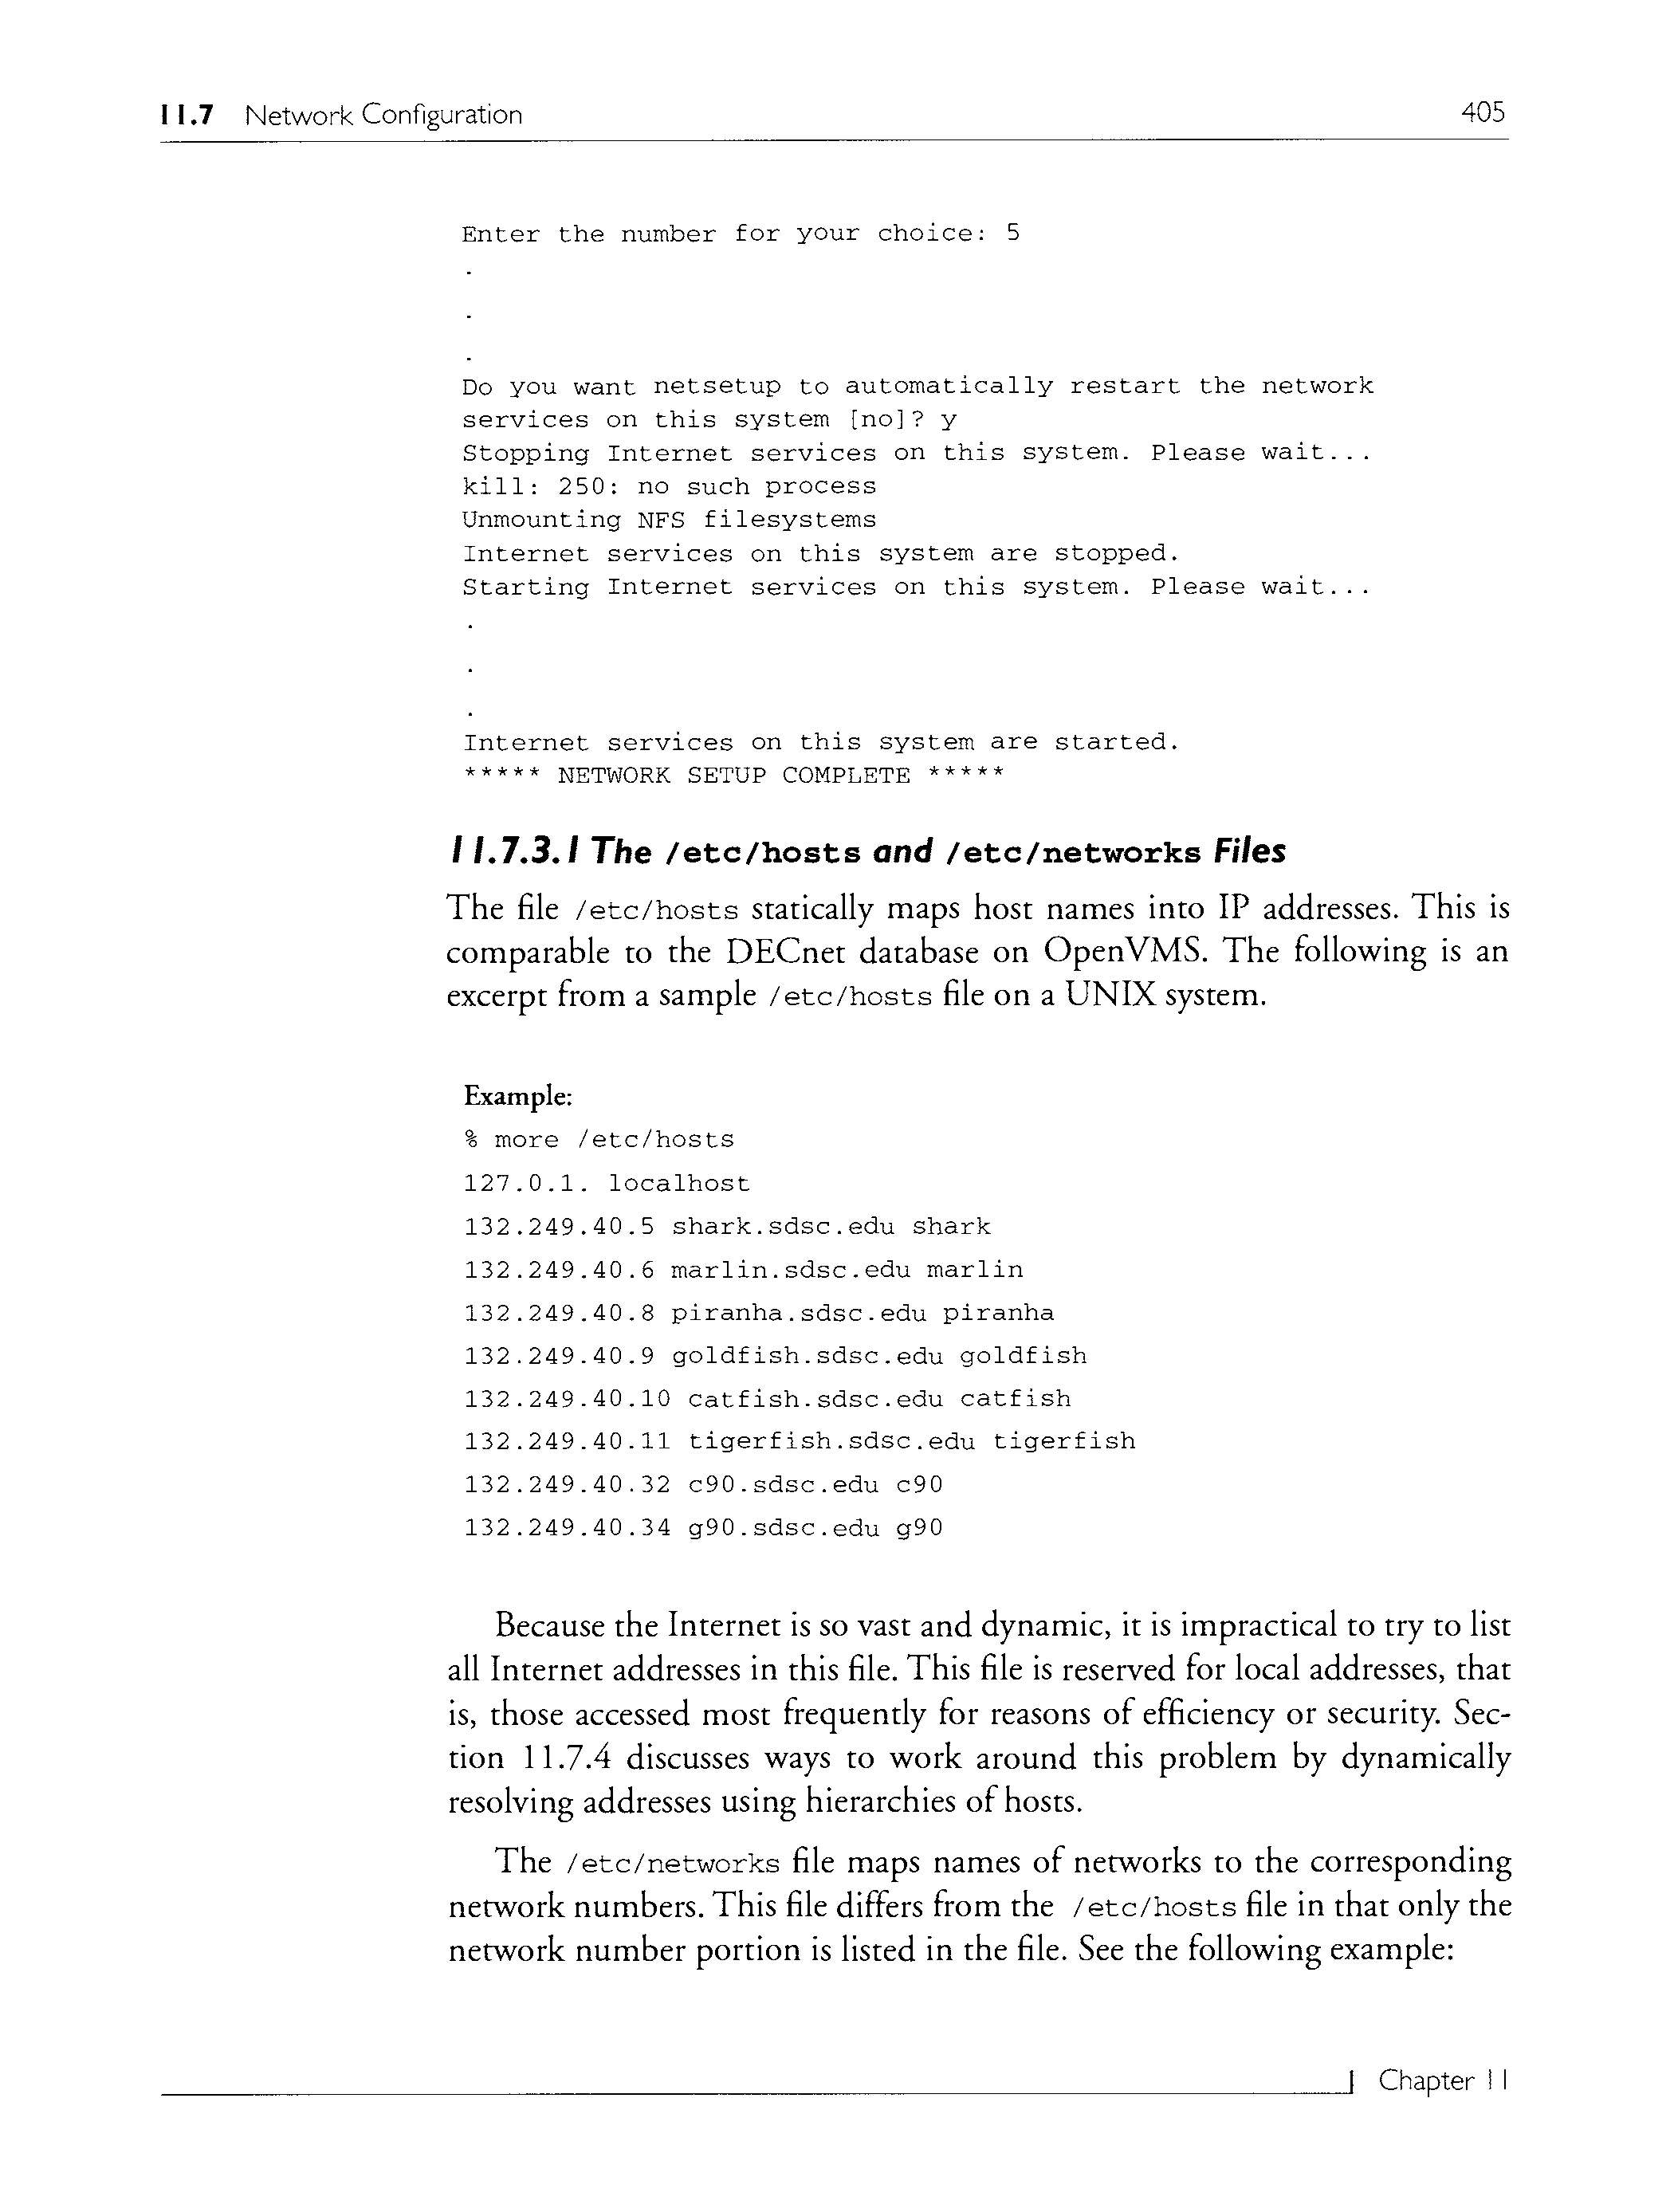 11.7 Network Configuration 405
Enter the number for your choice: 5
.
.
.
Do you want netsetup to automatically restart the network
services on this system [no]? y
Stopping Internet services on this system. Please wait...
kill: 250: no such process
Unmounting NFS filesystems
Internet services on this system are stopped.
Starting Internet services on this system. Please wait...
.
.
.
Internet services on this system are started.
***** NETWORK SETUP COMPLETE *****
11.7.3.1 The /etc/hosts and /etc/networks Files
The file /etc/hosts statically maps host names into IP addresses. This is
comparable to the DECnet database on OpenVMS. The following is an
excerpt from a sample /etc/hosts file on a UNIX system.
Example:
% more /etc/hosts
127.0.1. localhost
132.249.40.5 shark.sdsc.edu shark
132.249.40.6 marlin.sdsc.edu marlin
132.249.40.8 piranha.sdsc.edu piranha
132.249.40.9 goldfish.sdsc.edu goldfish
132.249.40.10 catfish.sdsc.edu catfish
132.249.40.11 tigerfish.sdsc.edu tigerfish
132.249.40.32 c90.sdsc.edu c90
132.249.40.34 g90.sdsc.edu g90
Because the Internet is so vast and dynamic, it is impractical to try to list
all Internet addresses in this file. This file is reserved for local addresses, that
is, those accessed most frequently for reasons of efficiency or security. Sec-
tion 11.7.4 discusses ways to work around this problem by dynamically
resolving addresses using hierarchies of hosts.
The /etc/networks file maps names of networks to the corresponding
network numbers. This file differs from the /etc/hosts file in that only the
network number portion is listed in the file. See the following example:
Chapter 11